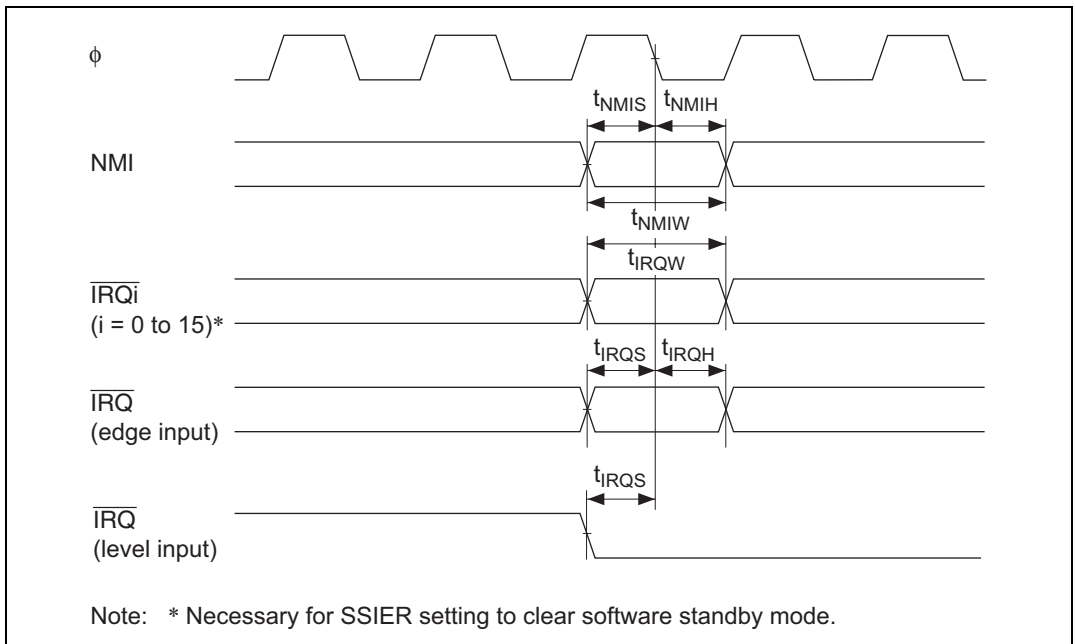 ϕ
tNMIS tNMIH
NMI
tNMIW
tIRQW
IRQi
(i = 0 to 15)*
tIRQS tIRQH
IRQ
(edge input)
tIRQS
IRQ
(level input)
Note: * Necessary for SSIER setting to clear software standby mode.